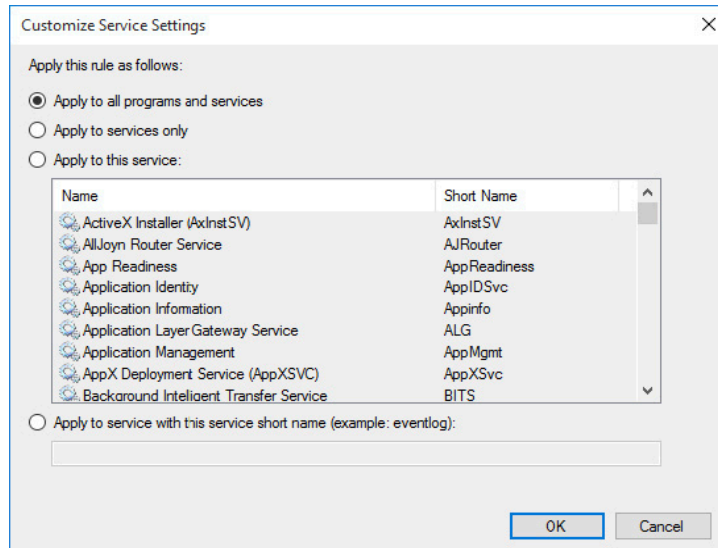 Customize Service Settings
Apply this rule as follows:
Apply to all programs and services
Apply to services only
Apply to this service:
Name Short Name
ActiveX Installer (AxInstSV) AxInstSV
AllJoyn Router Service AJRouter
App Readiness AppReadiness
Application Identity AppIDSvc
Application Information Appinfo
Application Layer Gateway Service ALG
Application Management AppMgmt
AppX Deployment Service (AppXSVC) AppXSvc
Background Intelligent Transfer Service BITS
Apply to service with this service short name (example: eventlog):
OK Cancel